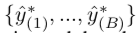 {ŷ*₍₁₎, ..., ŷ*₍B₎}